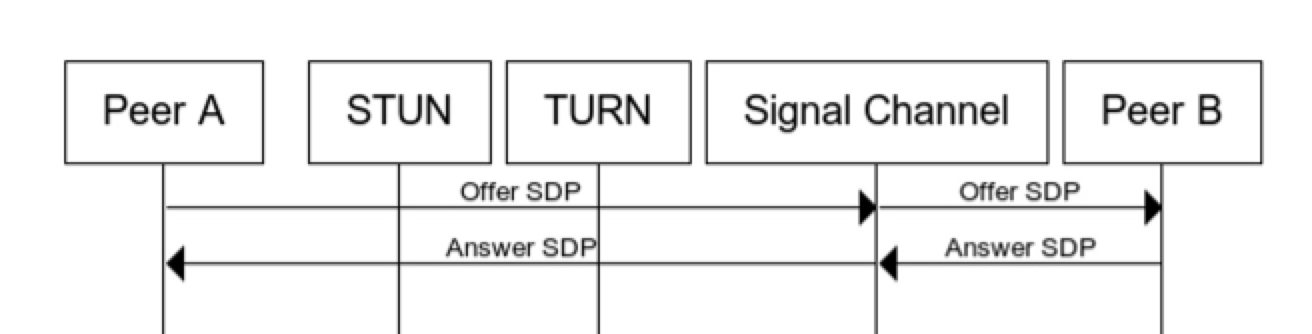 Peer A
STUN
TURN
Signal Channel
Peer B
Offer SDP
Offer SDP
Answer SDP
Answer SDP